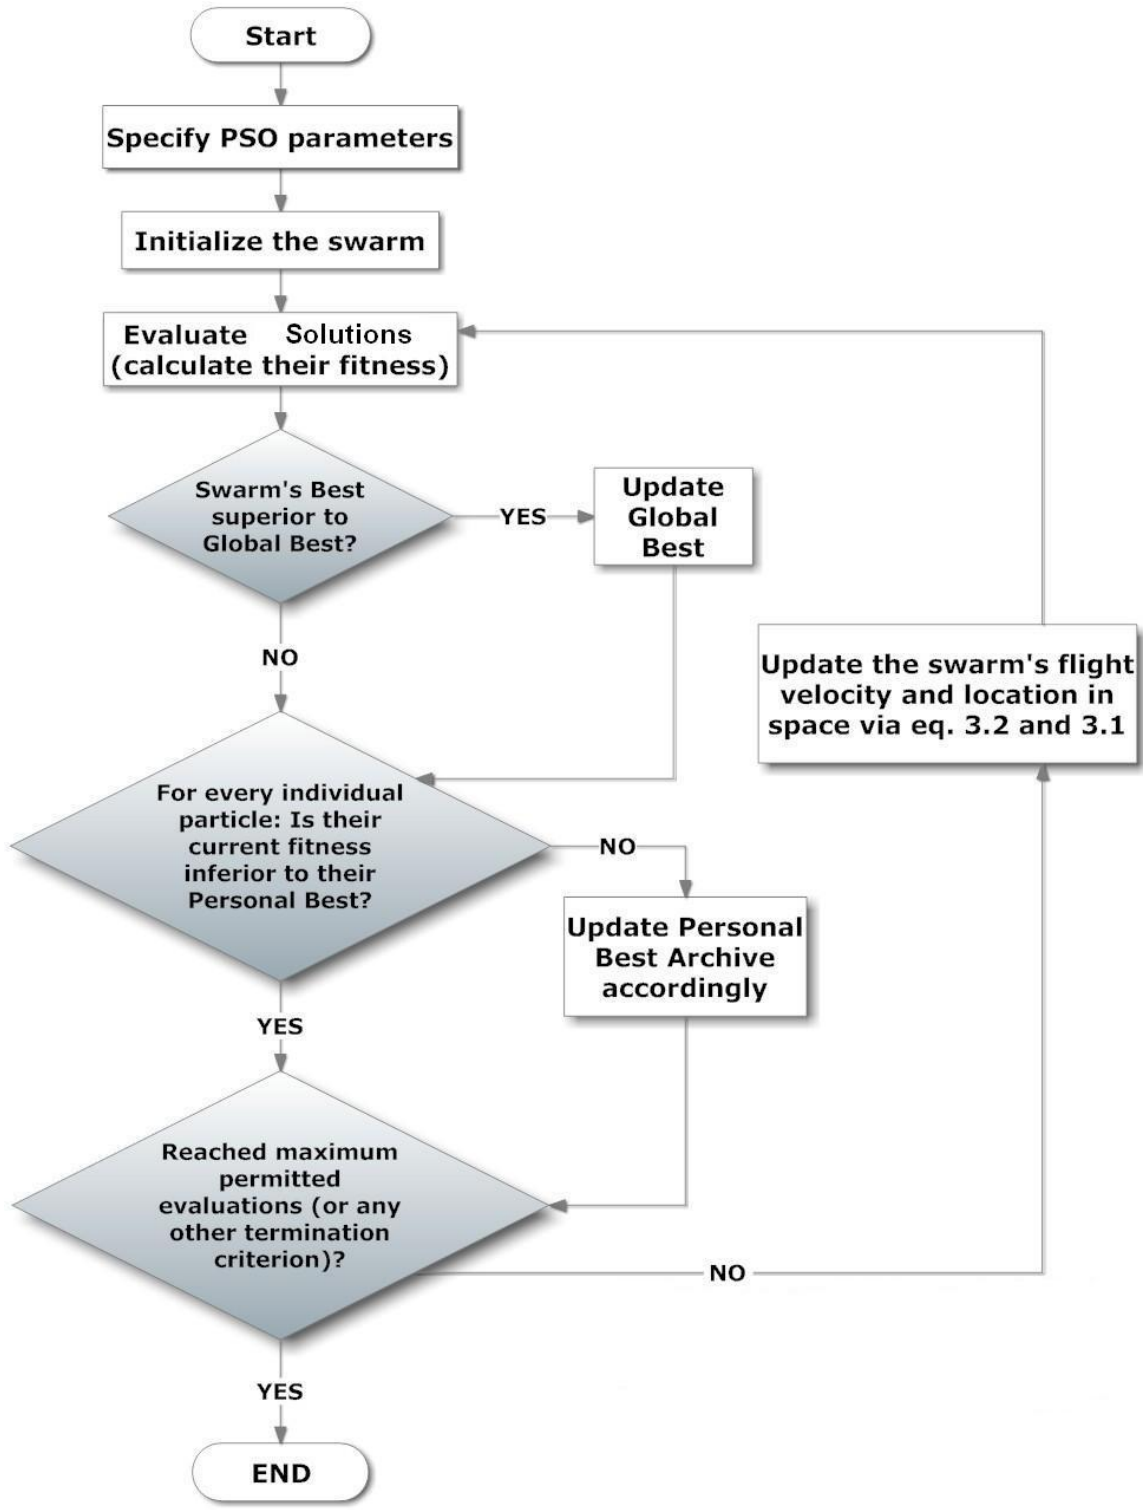 Start
Specify PSO parameters
Initialize the swarm
Evaluate Solutions
(calculate their fitness)
Swarm's Best
superior to
Global Best?
YES
Update
Global
Best
NO
Update the swarm's flight
velocity and location in
space via eq. 3.2 and 3.1
For every individual
particle: Is their
current fitness
inferior to their
Personal Best?
NO
Update Personal
Best Archive
accordingly
YES
Reached maximum
permitted
evaluations (or any
other termination
criterion)?
NO
YES
END